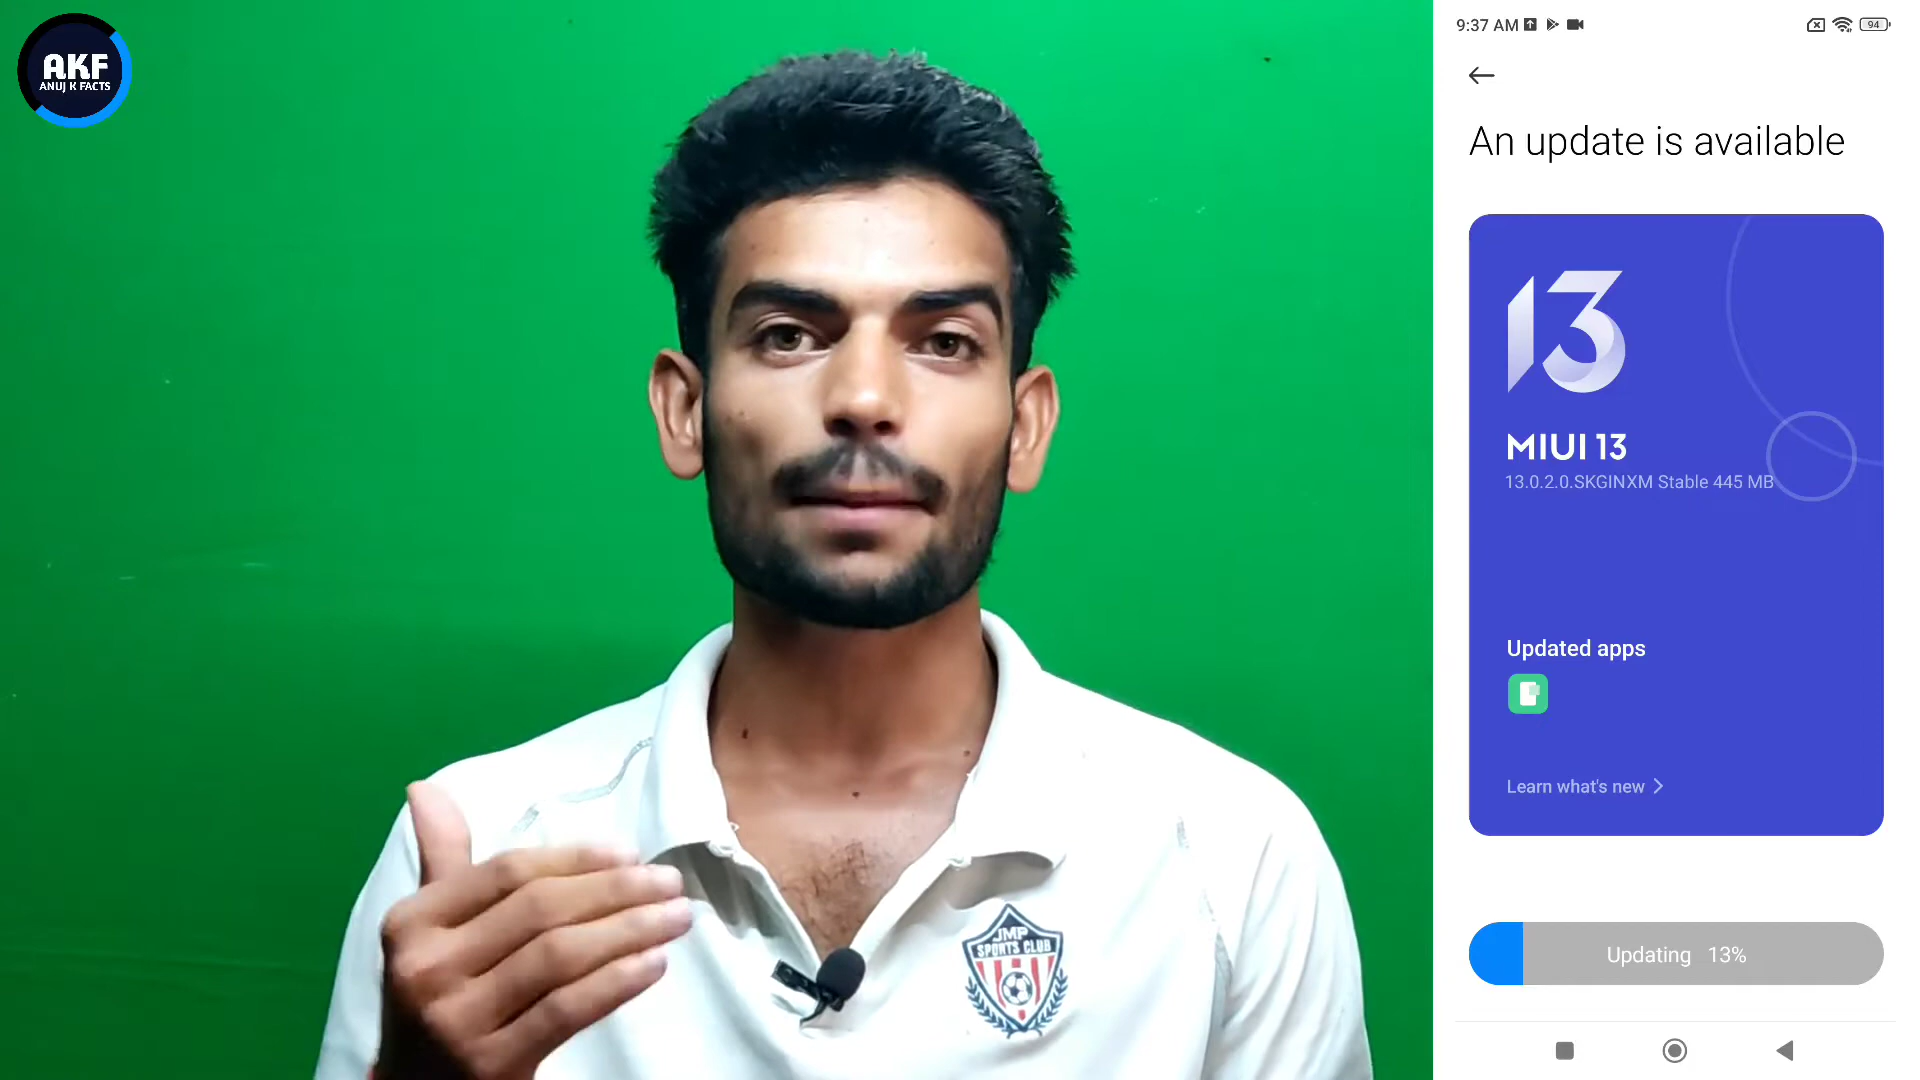 AKF
ANUJ K FACTS
JMP
SPORTS CLUB
9:37 AM
94
An update is available
13
MIUI 13
13.0.2.0.SKGINXM Stable 445 MB
Updated apps
Learn what's new
Updating 13%